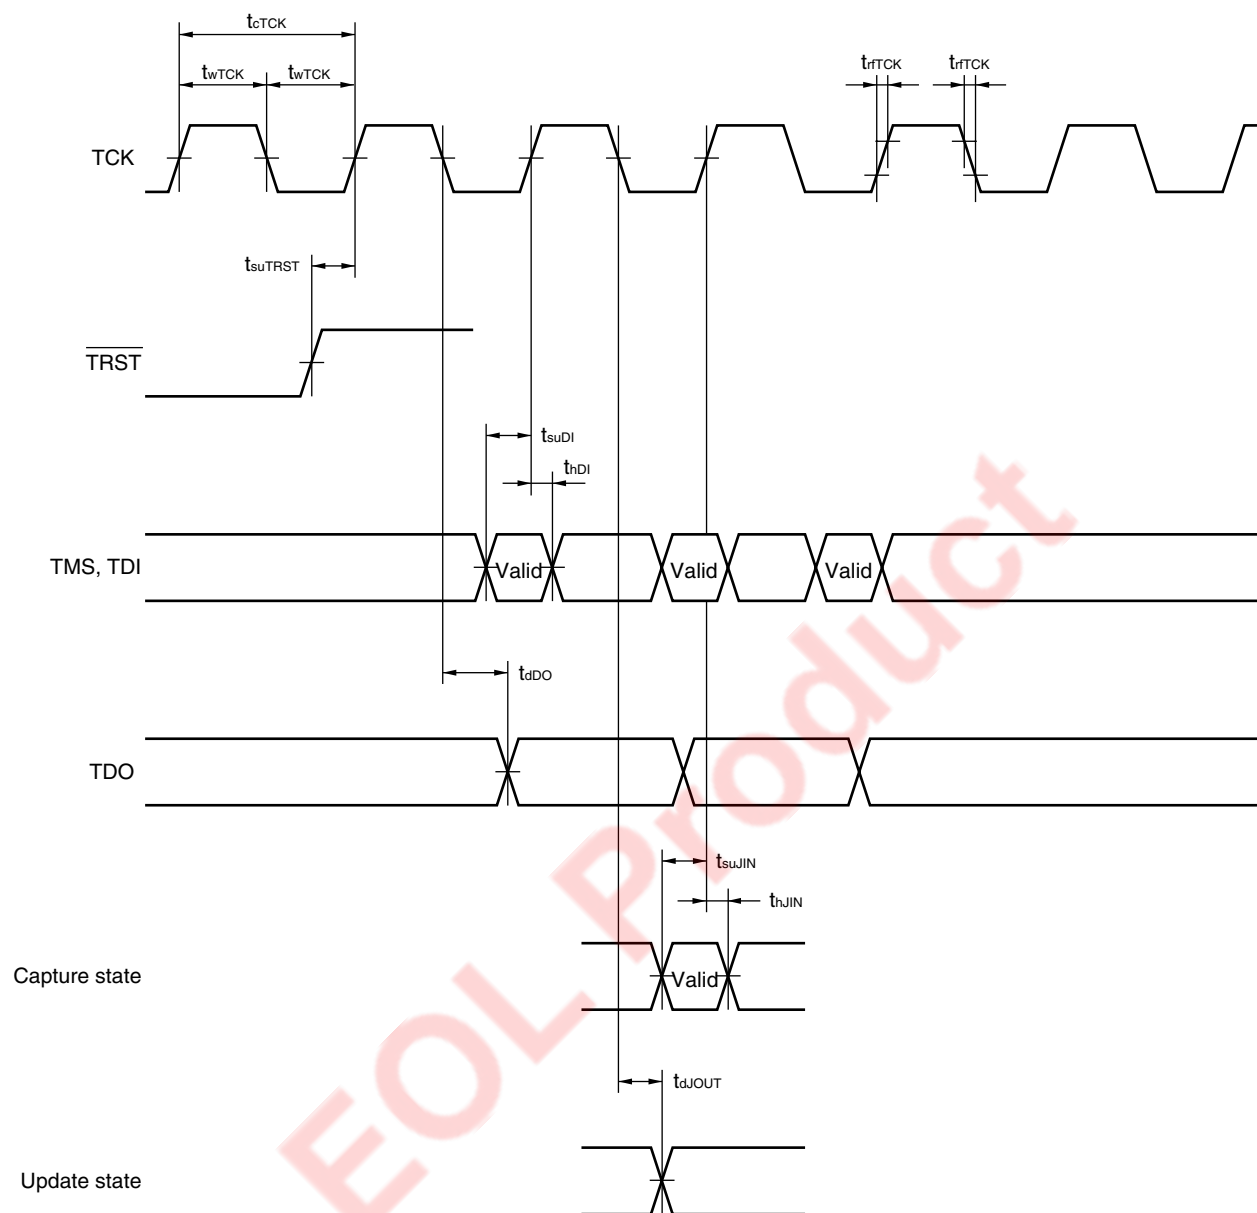 tcTCK
twTCK twTCK trfTCK trfTCK
TCK
tsuTRST
TRST
tsuDI
thDI
TMS, TDI Valid Valid Valid
tdDO
TDO
tsuJIN
thJIN
Capture state Valid
tdJOUT
Update state
EOL Product